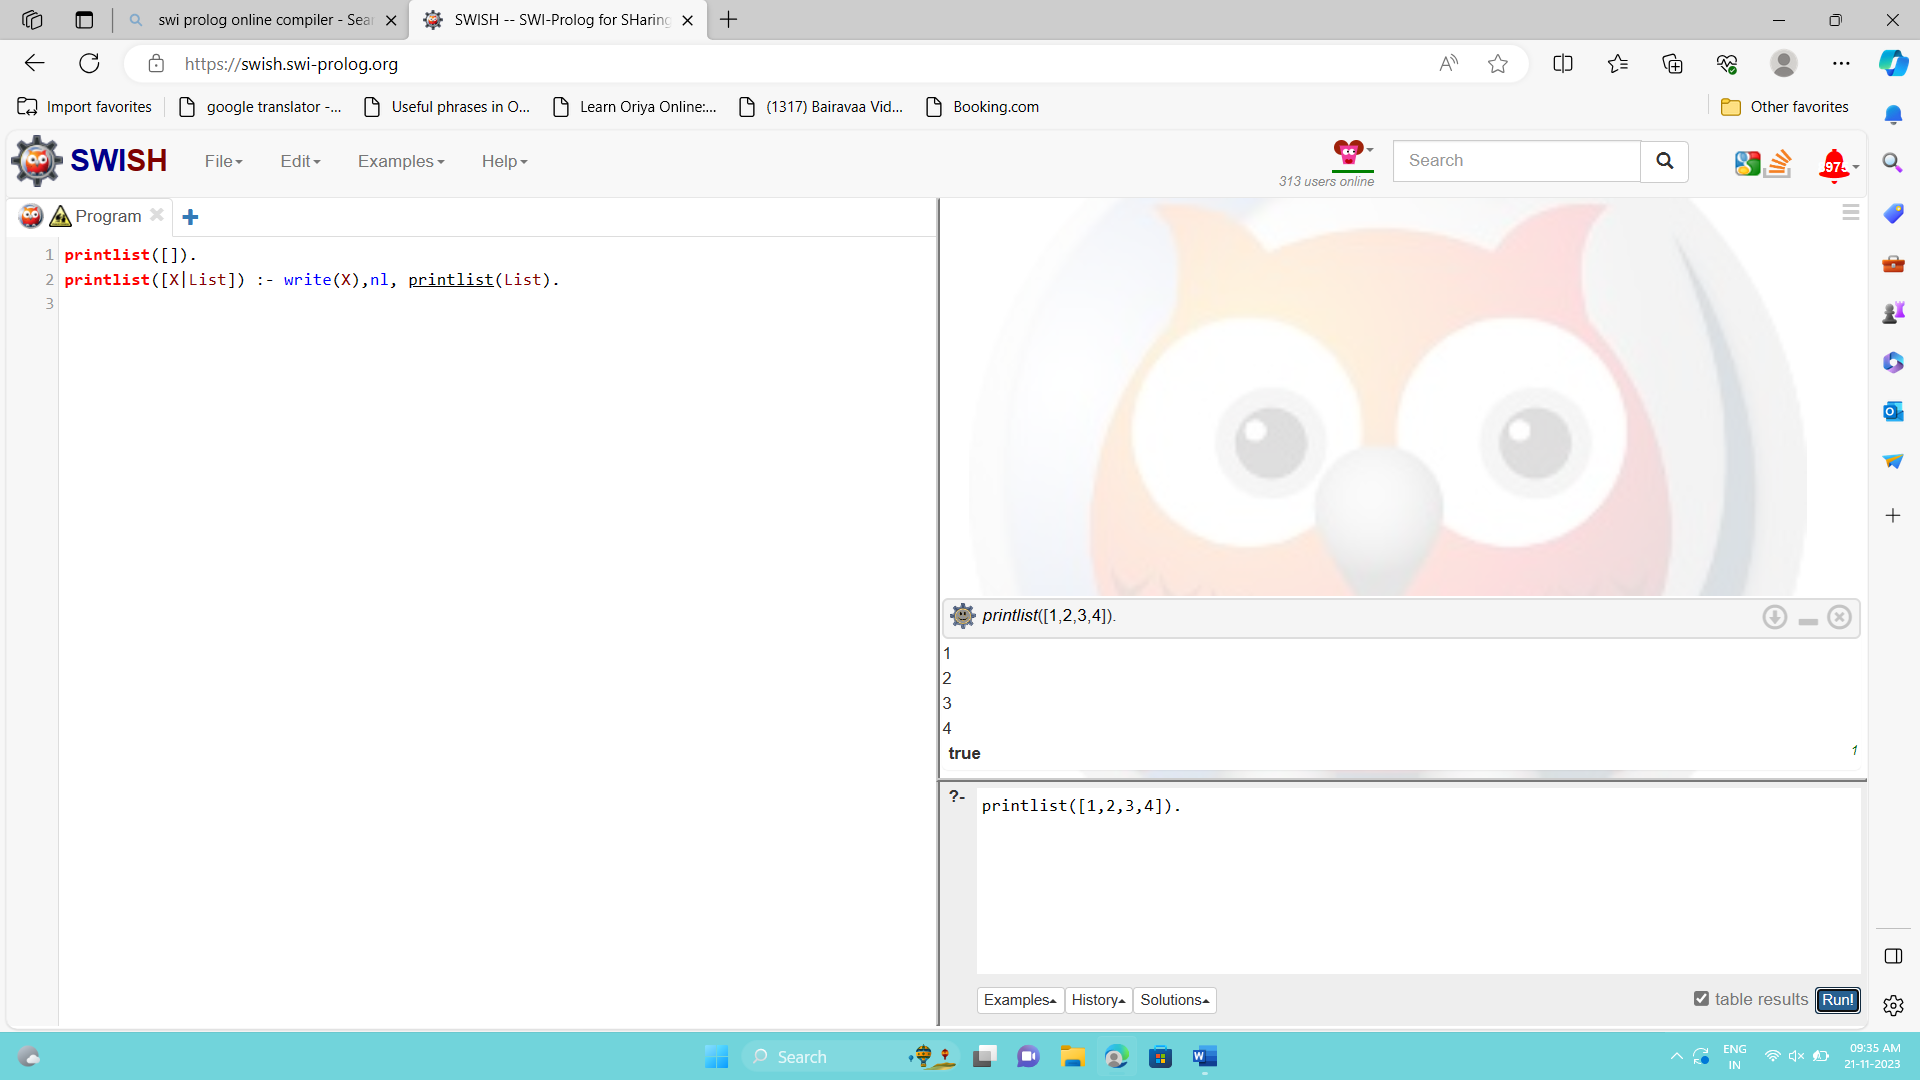 swi prolog online compiler - Sea
SWISH -- SWI-Prolog for SHaring
https://swish.swi-prolog.org
Import favorites
google translator -...
Useful phrases in O...
Learn Oriya Online:...
(1317) Bairavaa Vid...
Booking.com
Other favorites
SWISH
File
Edit
Examples
Help
313 users online
Search
Program
1 printlist([]).
2 printlist([X|List]) :- write(X),nl, printlist(List).
3
printlist([1,2,3,4]).
1
2
3
4
true
1
?- printlist([1,2,3,4]).
Examples
History
Solutions
table results
Run!
Search
ENG
IN
09:35 AM
21-11-2023